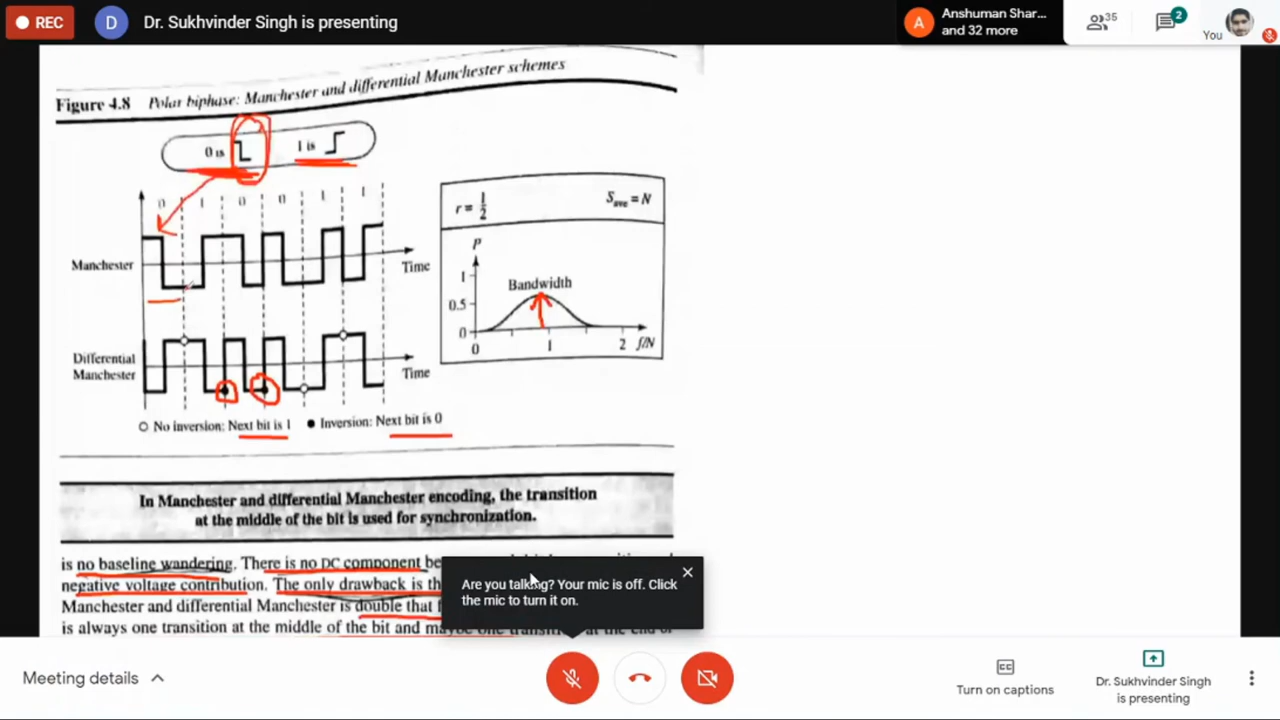 REC
D
Dr. Sukhvinder Singh is presenting
A
Anshuman Shar...
and 32 more
35
2
You
Figure 4.8 Polar biphase: Manchester and differential Manchester schemes
0 is 1 is
0 1 0 0 1 1
Manchester
Time
Differential
Manchester
Time
No inversion: Next bit is 1 Inversion: Next bit is 0
r = 1/2
Save = N
P
Bandwidth
1
0.5
0
0 1 2 f/N
In Manchester and differential Manchester encoding, the transition
at the middle of the bit is used for synchronization.
is no baseline wandering. There is no DC component
negative voltage contribution. The only drawback is
Manchester and differential Manchester is double that
is always one transition at the middle of the bit and maybe one transition at the end of
Are you talking? Your mic is off. Click
the mic to turn it on.
Meeting details
Turn on captions
Dr. Sukhvinder Singh
is presenting